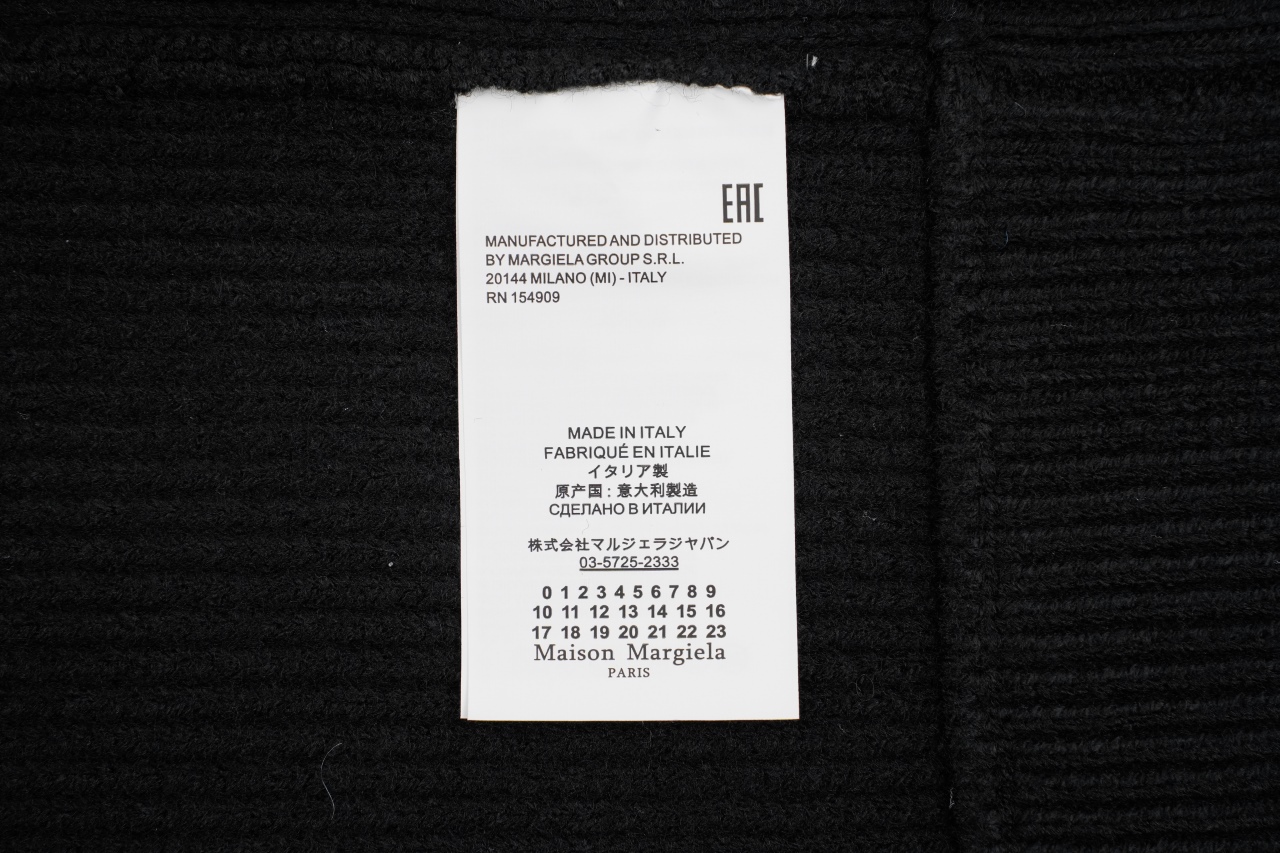 EAC
MANUFACTURED AND DISTRIBUTED
BY MARGIELA GROUP S.R.L.
20144 MILANO (MI) - ITALY
RN 154909
MADE IN ITALY
FABRIQUÉ EN ITALIE
イタリア製
原产国 : 意大利製造
СДЕЛАНО В ИТАЛИИ
株式会社マルジェラジャパン
03-5725-2333
0 1 2 3 4 5 6 7 8 9
10 11 12 13 14 15 16
17 18 19 20 21 22 23
Maison Margiela
PARIS